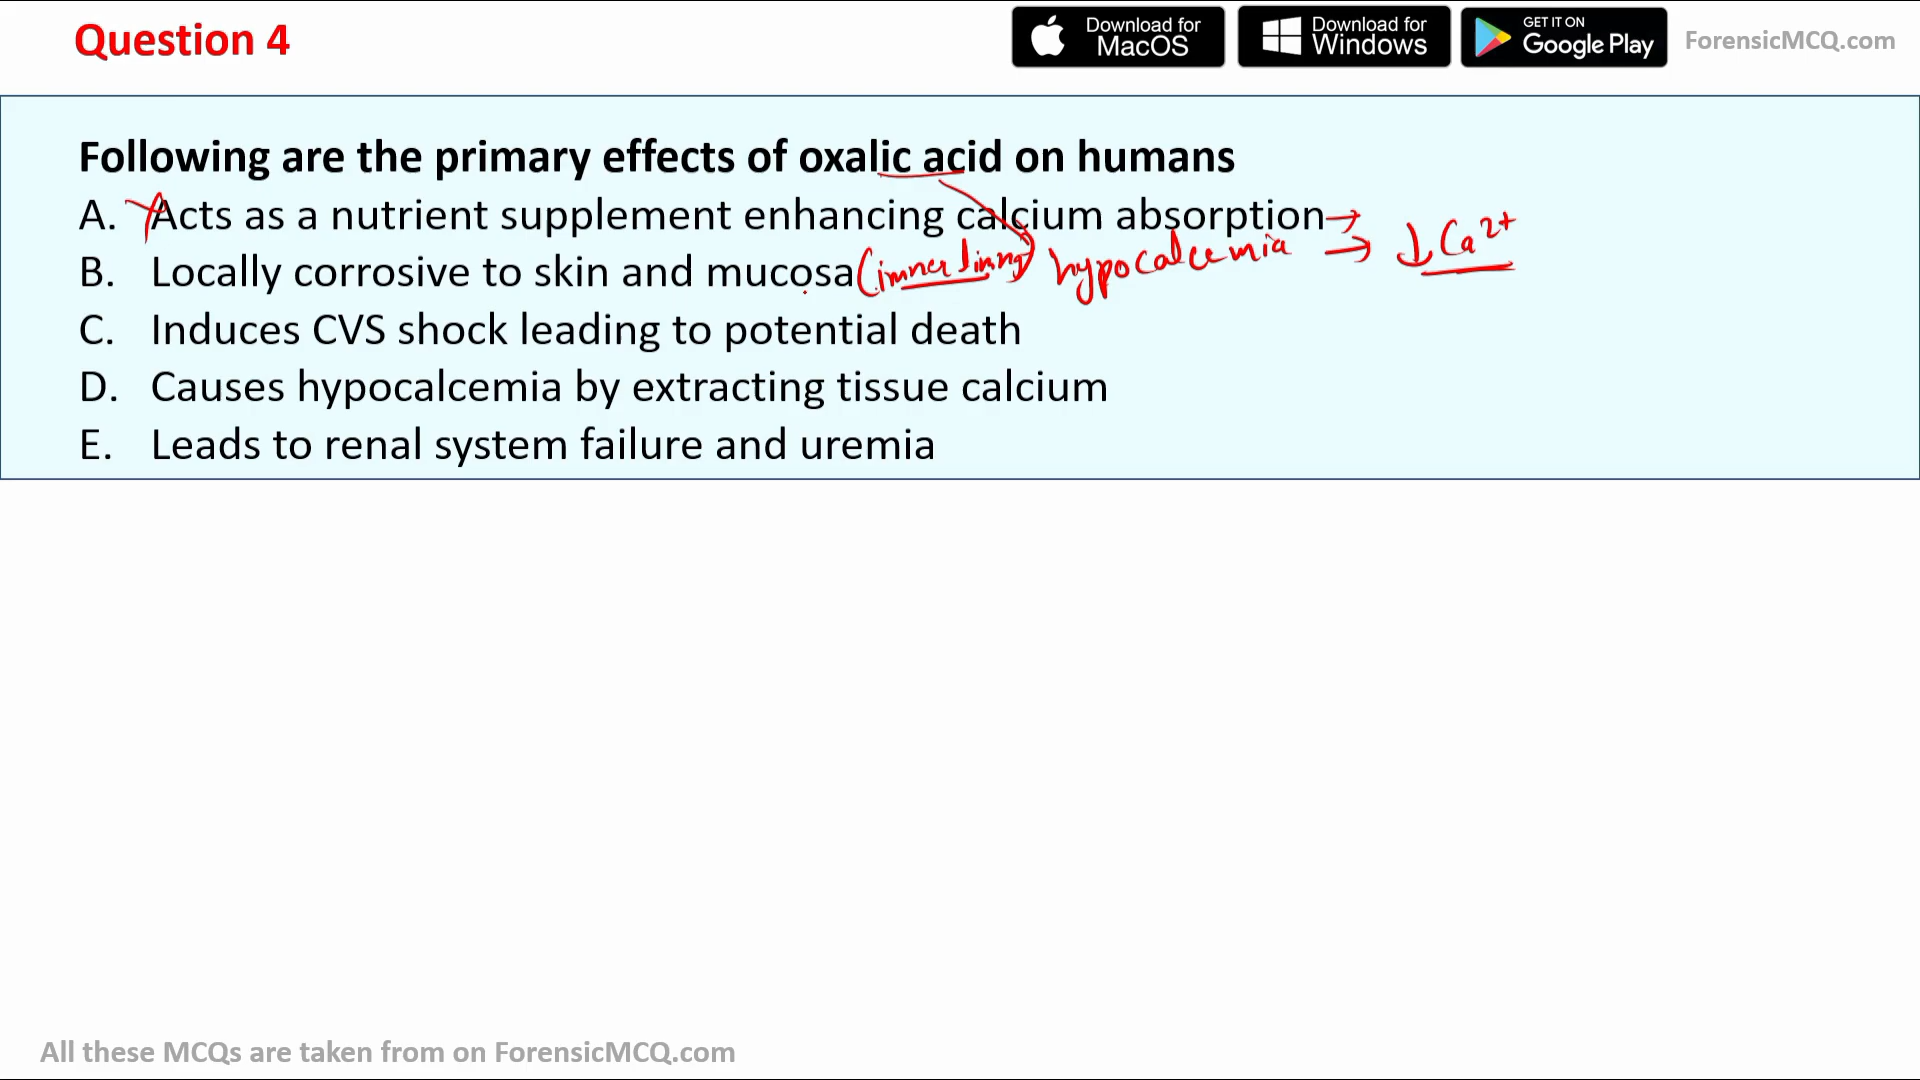 Question 4
Download for
MacOS
Download for
Windows
GET IT ON
Google Play
ForensicMCQ.com
Following are the primary effects of oxalic acid on humans
A. Acts as a nutrient supplement enhancing calcium absorption→
B. Locally corrosive to skin and mucosa (inner lining) hypocalcemia → ↓ Ca2+
C. Induces CVS shock leading to potential death
D. Causes hypocalcemia by extracting tissue calcium
E. Leads to renal system failure and uremia
All these MCQs are taken from on ForensicMCQ.com